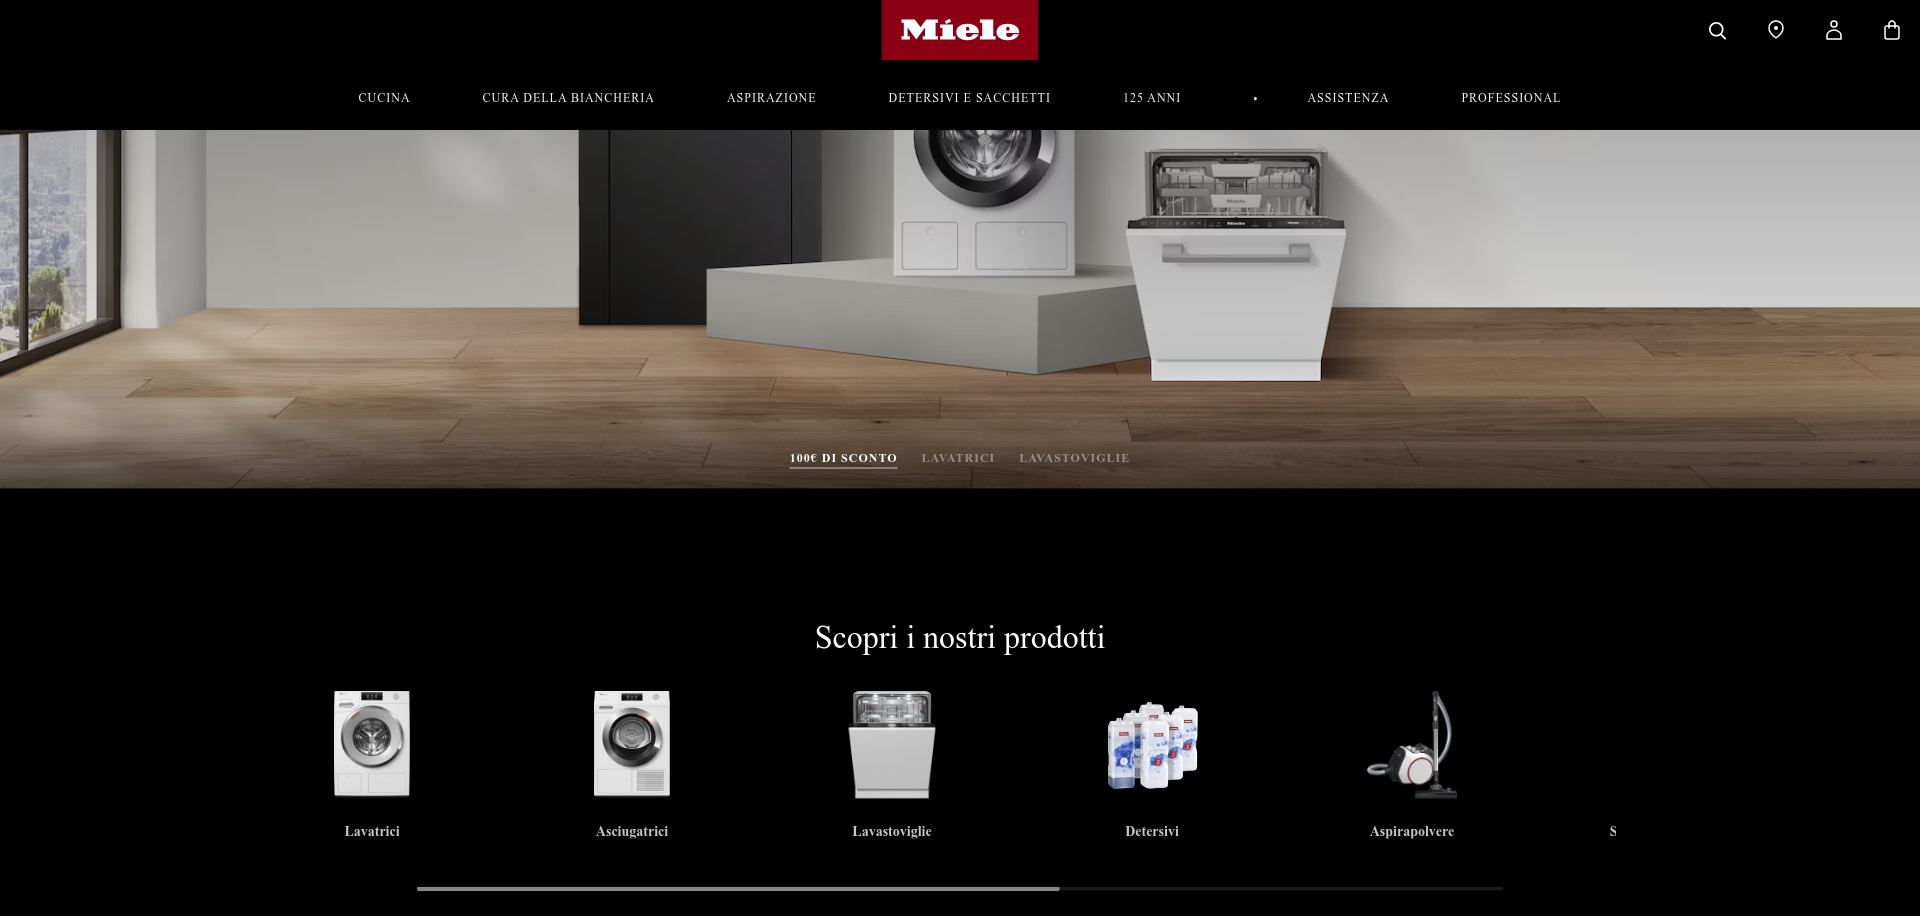 Miele
CUCINA
CURA DELLA BIANCHERIA
ASPIRAZIONE
DETERSIVI E SACCHETTI
125 ANNI
•
ASSISTENZA
PROFESSIONAL
Miele
100€ DI SCONTO
LAVATRICI
LAVASTOVIGLIE
Scopri i nostri prodotti
Lavatrici
Asciugatrici
Lavastoviglie
Detersivi
Aspirapolvere
S